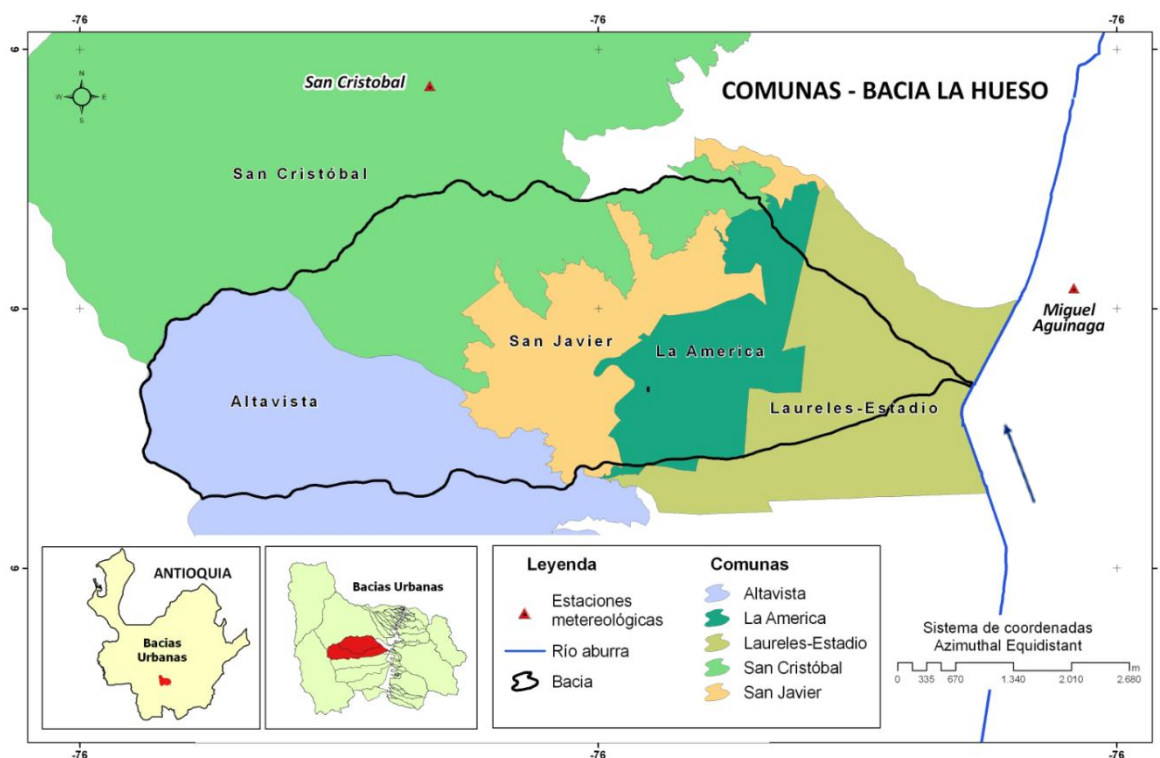 -76 -76 -76
6
N
W E
S
San Cristobal
COMUNAS - BACIA LA HUESO
San Cristóbal
6
Miguel
Aguinaga
San Javier
La America
Altavista
Laureles-Estadio
6
ANTIOQUIA
Bacias
Urbanas
Bacias Urbanas
Leyenda
Estaciones
metereológicas
Río aburra
Bacia
Comunas
Altavista
La America
Laureles-Estadio
San Cristóbal
San Javier
Sistema de coordenadas
Azimuthal Equidistant
m
0 335 670 1.340 2.010 2.680
-76 -76 -76